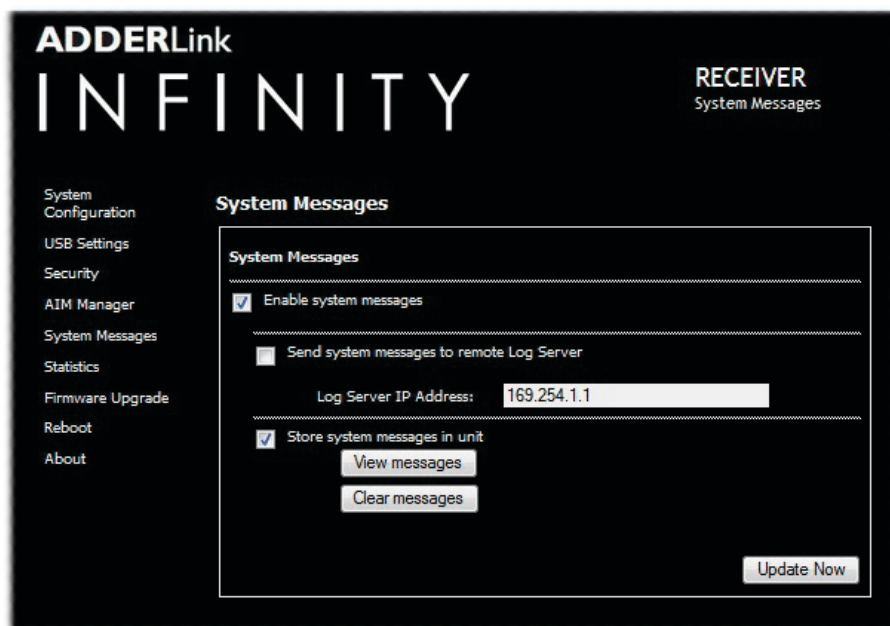 ADDERLink
INFINITY
RECEIVER
System Messages
System
Configuration
USB Settings
Security
AIM Manager
System Messages
Statistics
Firmware Upgrade
Reboot
About
System Messages
System Messages
Enable system messages
Send system messages to remote Log Server
Log Server IP Address: 169.254.1.1
Store system messages in unit
View messages
Clear messages
Update Now